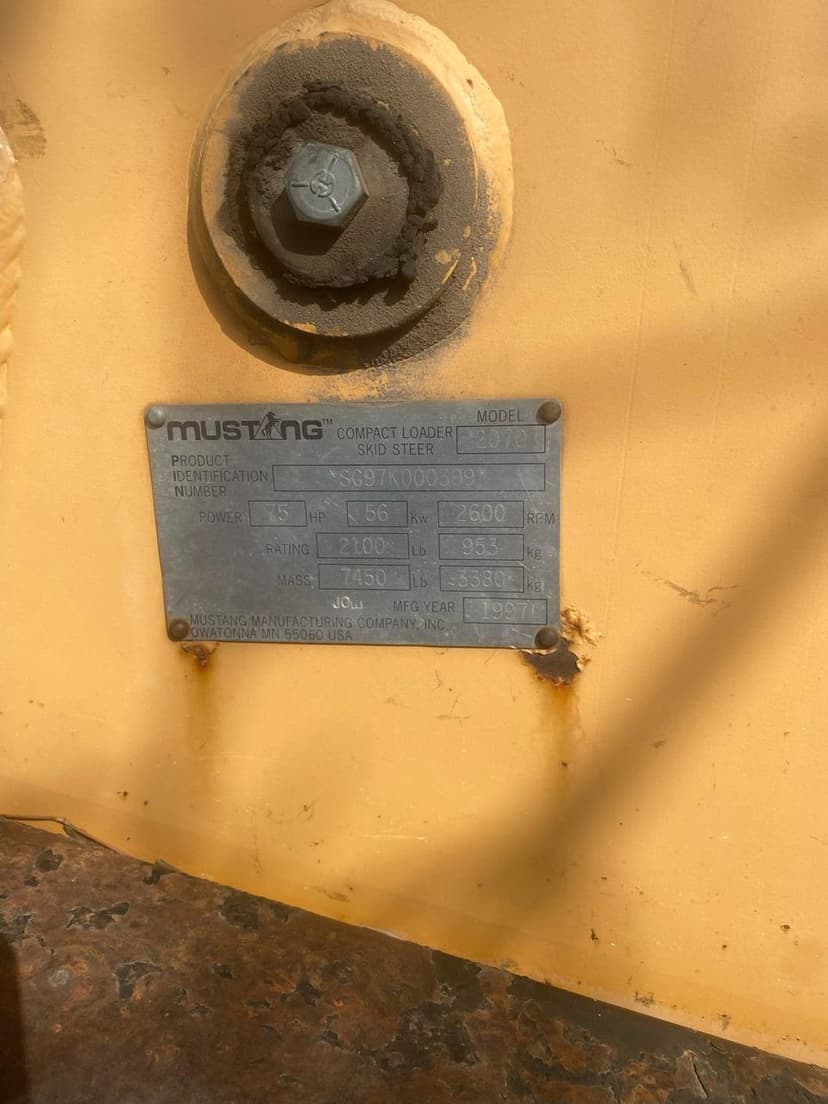 MUSTANG™ COMPACT LOADER SKID STEER
MODEL 2070
PRODUCT IDENTIFICATION NUMBER
POWER 75 HP 56 Kw 2600 RPM
RATING 2100 Lb 953 kg
MASS 7450 Lb 3380 kg
MFG YEAR 1997
MUSTANG MANUFACTURING COMPANY, INC.
OWATONNA MN 55060 USA